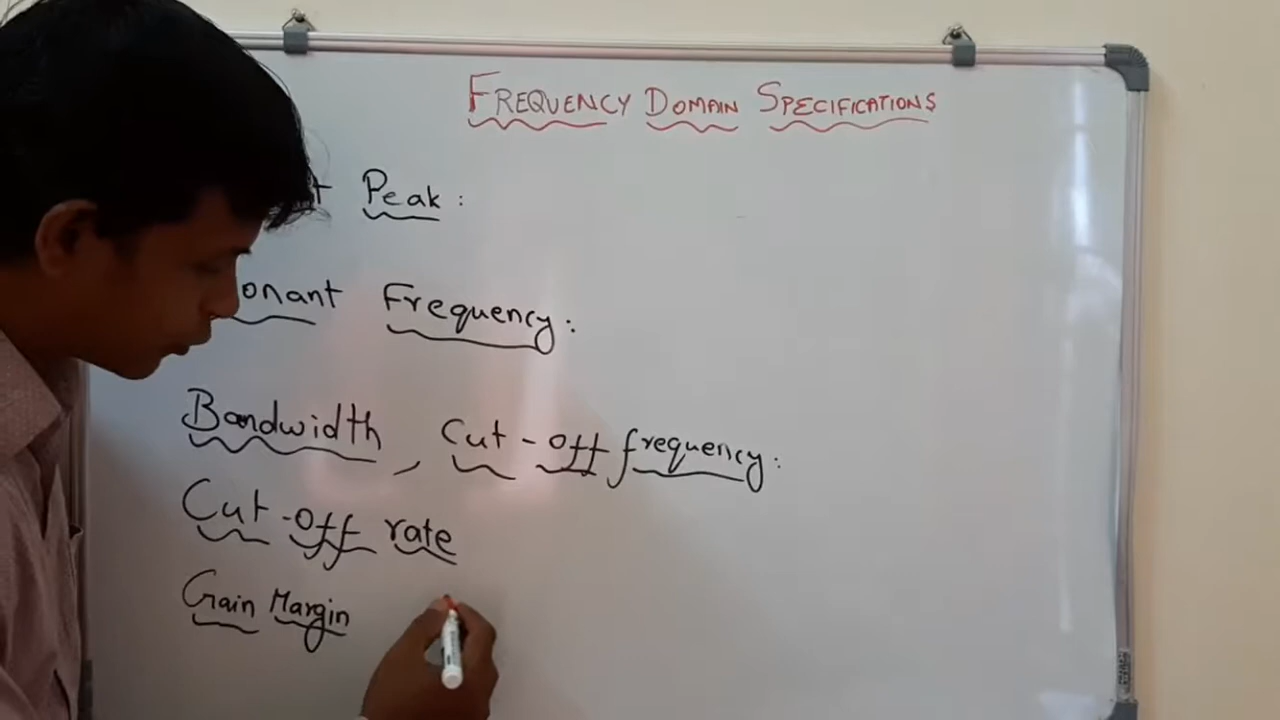 FREQUENCY DOMAIN SPECIFICATIONS
Peak :
onant Frequency :
Bandwidth , Cut - off frequency :
Cut - off rate
Gain Margin